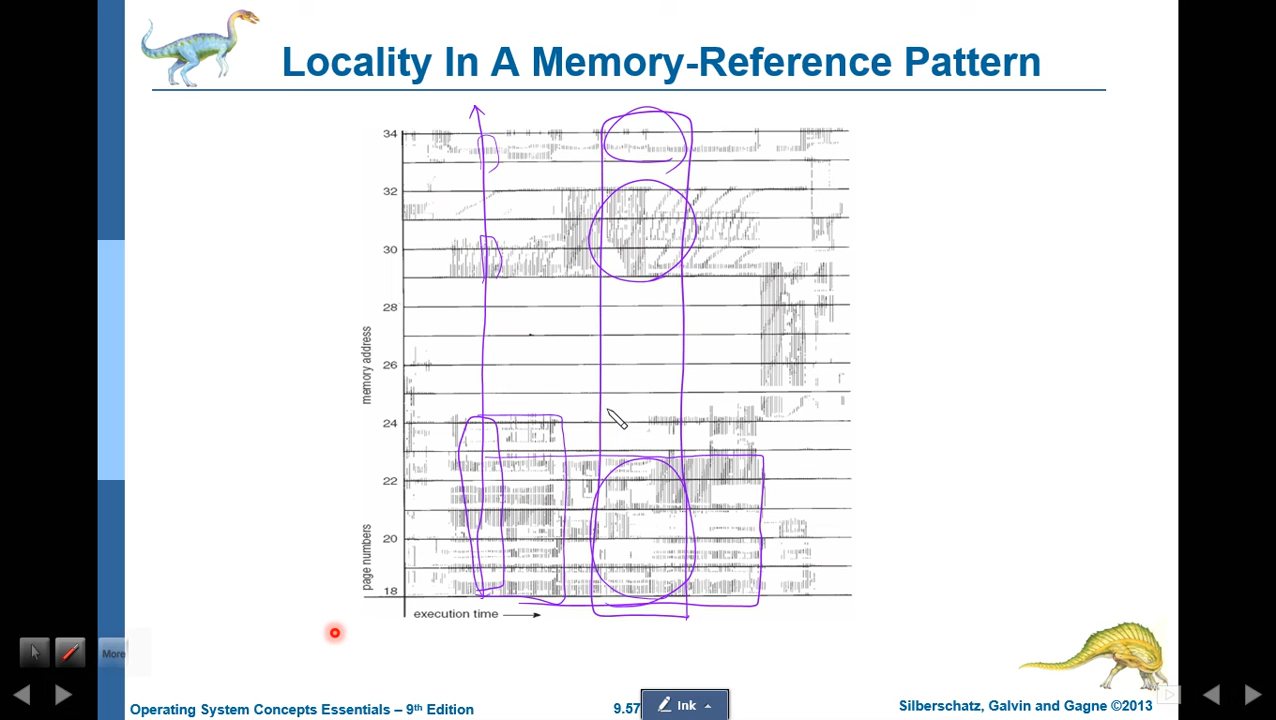 Locality In A Memory-Reference Pattern
34
32
30
28
26
24
22
20
18
memory address
page numbers
execution time
More
Operating System Concepts Essentials – 9th Edition
9.57
Ink
Silberschatz, Galvin and Gagne ©2013